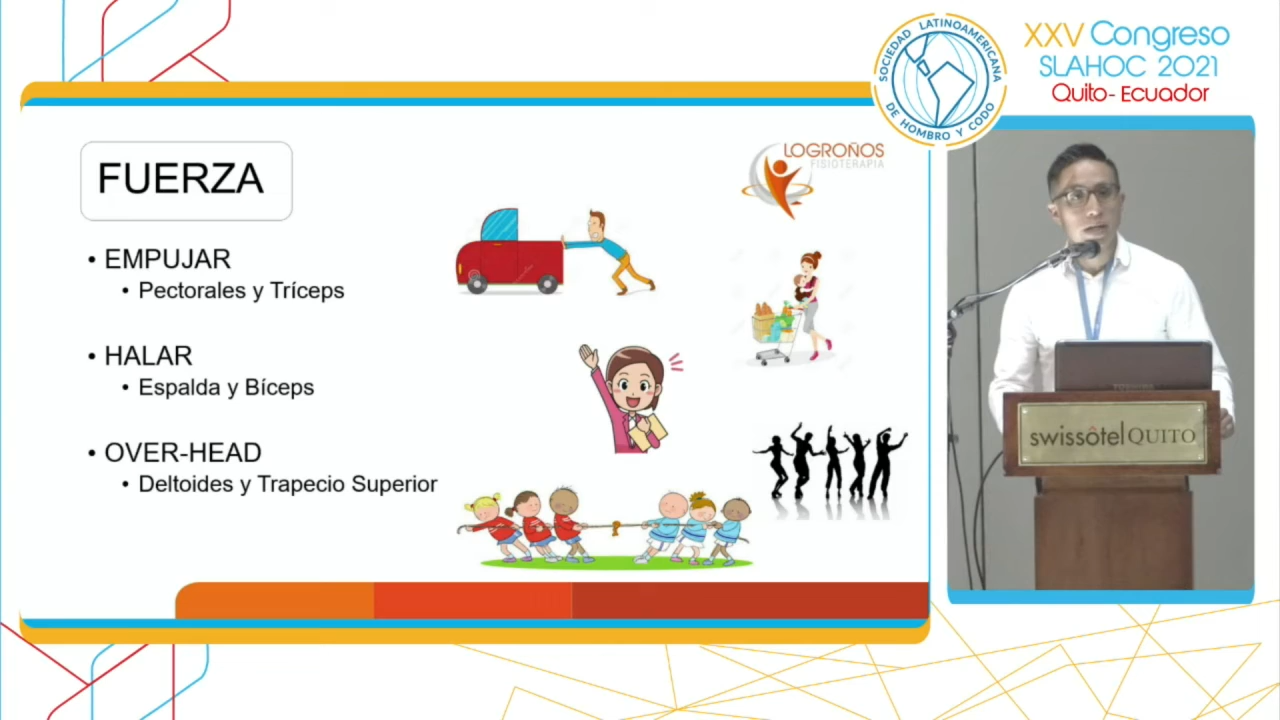 SOCIEDAD LATINOAMERICANA
DE HOMBRO Y CODO
XXV Congreso
SLAHOC 2021
Quito- Ecuador
LOGROÑOS
FISIOTERAPIA
FUERZA
• EMPUJAR
• Pectorales y Tríceps
• HALAR
• Espalda y Bíceps
• OVER-HEAD
• Deltoides y Trapecio Superior
TOSHIBA
swissôtel QUITO